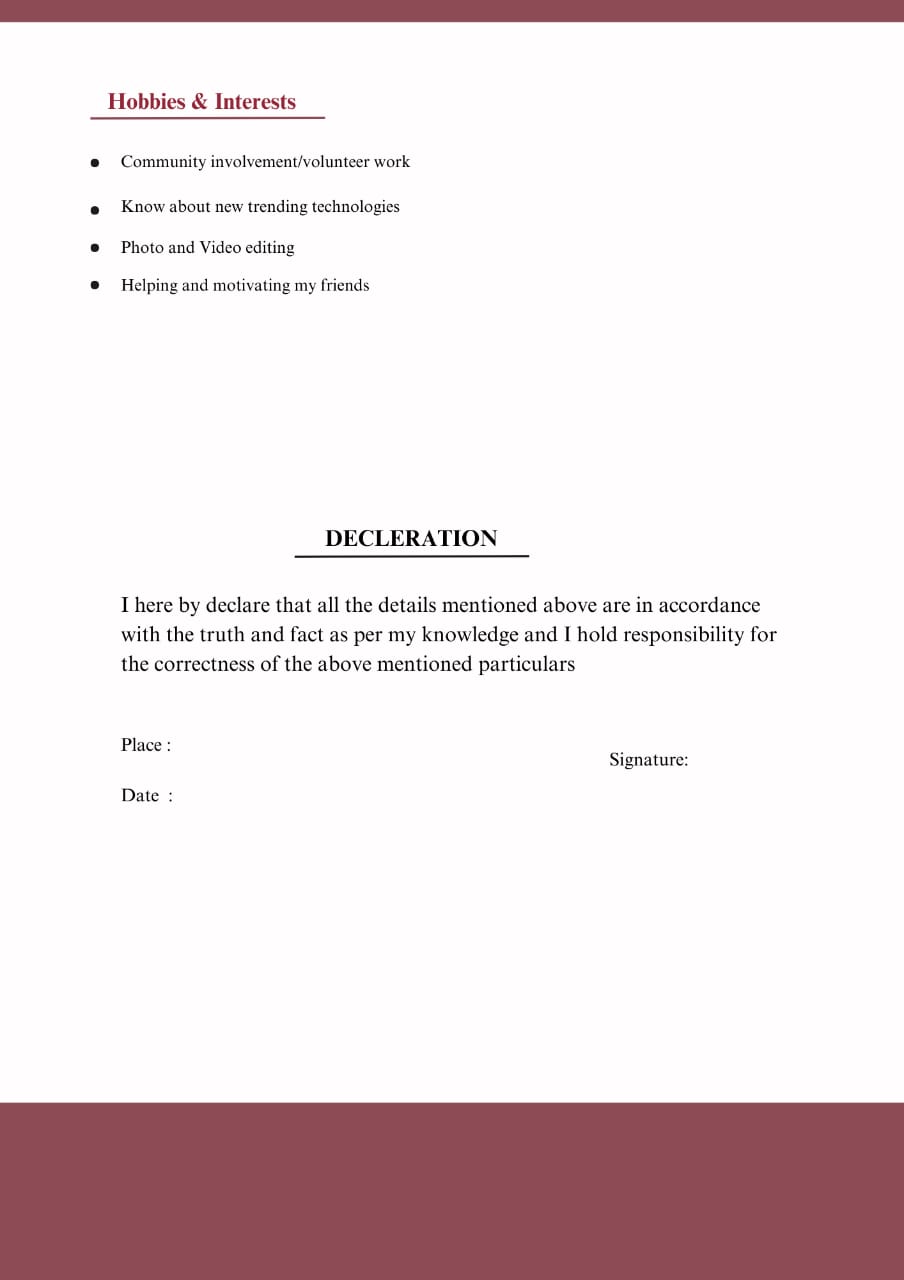 Hobbies & Interests
Community involvement/volunteer work
Know about new trending technologies
Photo and Video editing
Helping and motivating my friends
DECLERATION
I here by declare that all the details mentioned above are in accordance
with the truth and fact as per my knowledge and I hold responsibility for
the correctness of the above mentioned particulars
Place :
Signature:
Date :